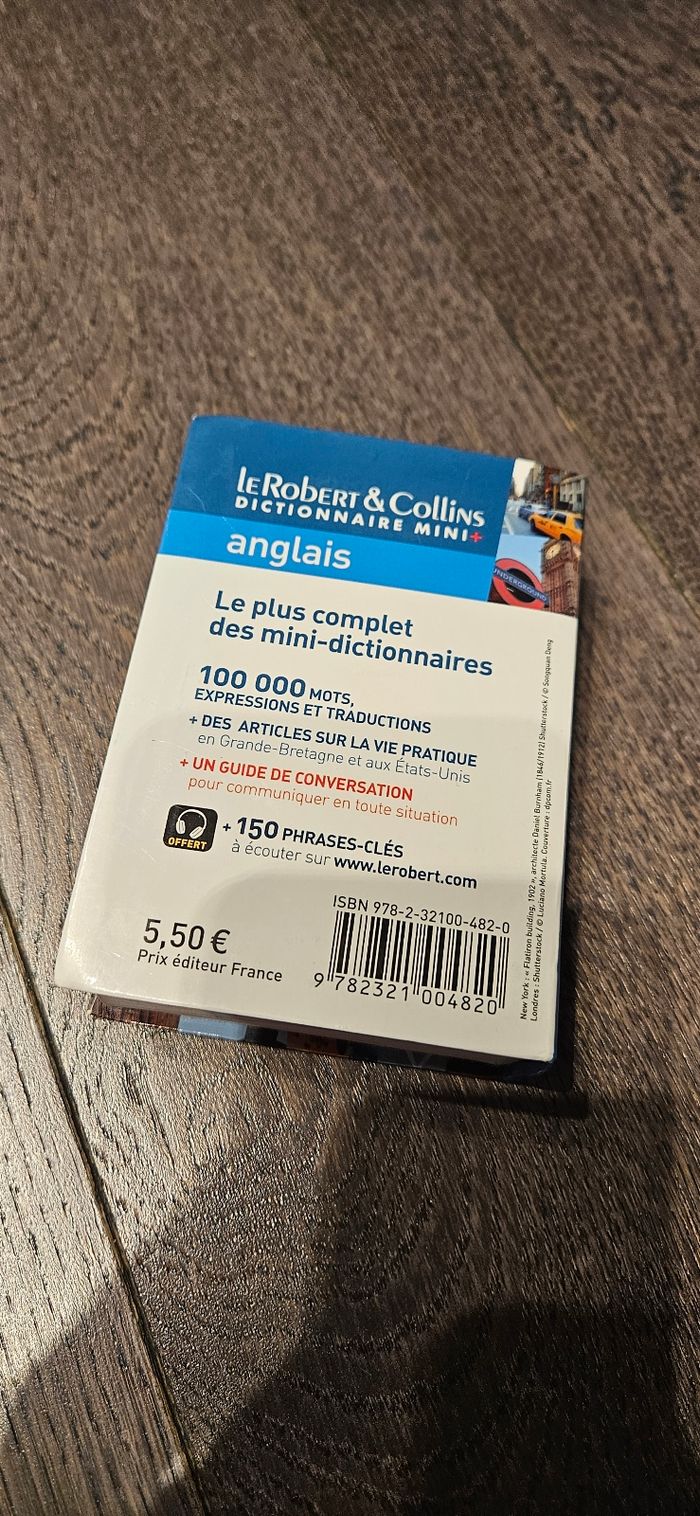 LE ROBERT & COLLINS
DICTIONNAIRE MINI+
anglais
UNDERGROUND
Le plus complet
des mini-dictionnaires
100 000 MOTS,
EXPRESSIONS ET TRADUCTIONS
+ DES ARTICLES SUR LA VIE PRATIQUE
en Grande-Bretagne et aux États-Unis
+ UN GUIDE DE CONVERSATION
pour communiquer en toute situation
OFFERT
+ 150 PHRASES-CLÉS
à écouter sur www.lerobert.com
5,50 €
Prix éditeur France
ISBN 978-2-32100-482-0
9 782321 004820
New York : « Flatiron building, 1902 », architecte Daniel Burnham (1846/1912) Shutterstock / © Songquan Deng
Londres : Shutterstock / © Luciano Mortula. Couverture : dpcom.fr